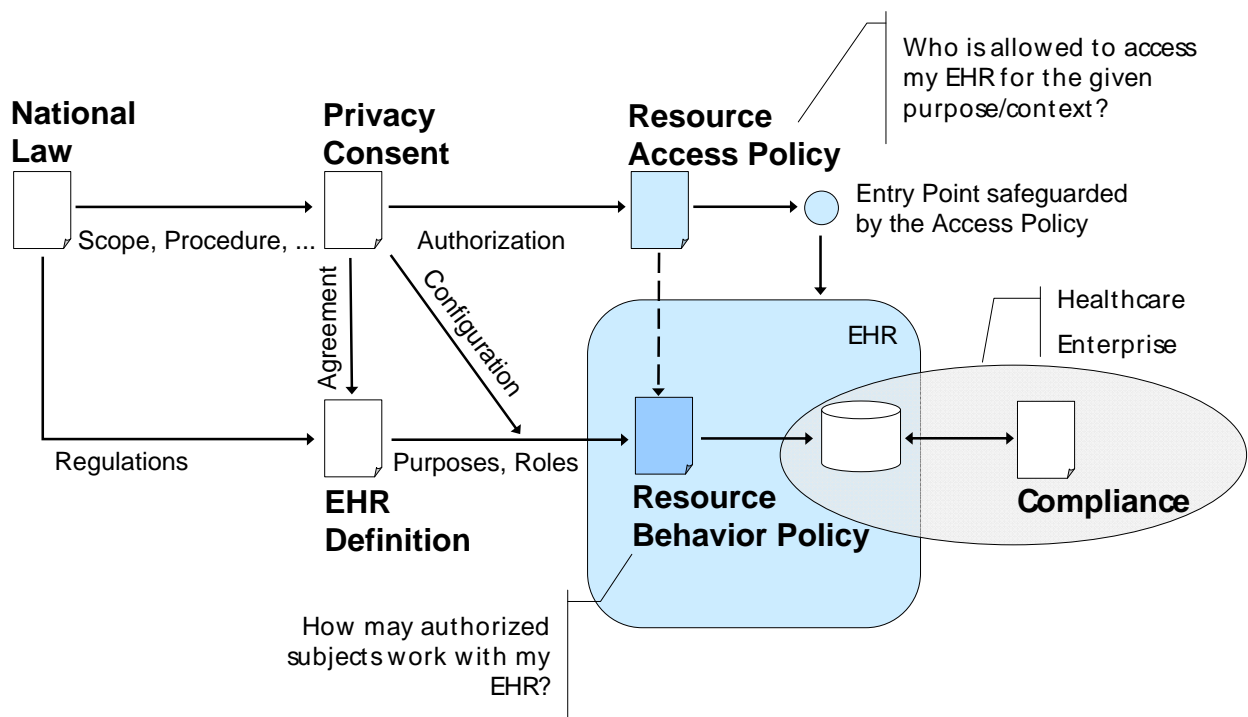 Who is allowed to access
my EHR for the given
purpose/context?
National
Law
Privacy
Consent
Resource
Access Policy
Entry Point safeguarded
by the Access Policy
Scope, Procedure, ...
Authorization
Agreement
Configuration
Healthcare
Enterprise
EHR
Regulations
Purposes, Roles
EHR
Definition
Resource
Behavior Policy
Compliance
How may authorized
subjects work with my
EHR?